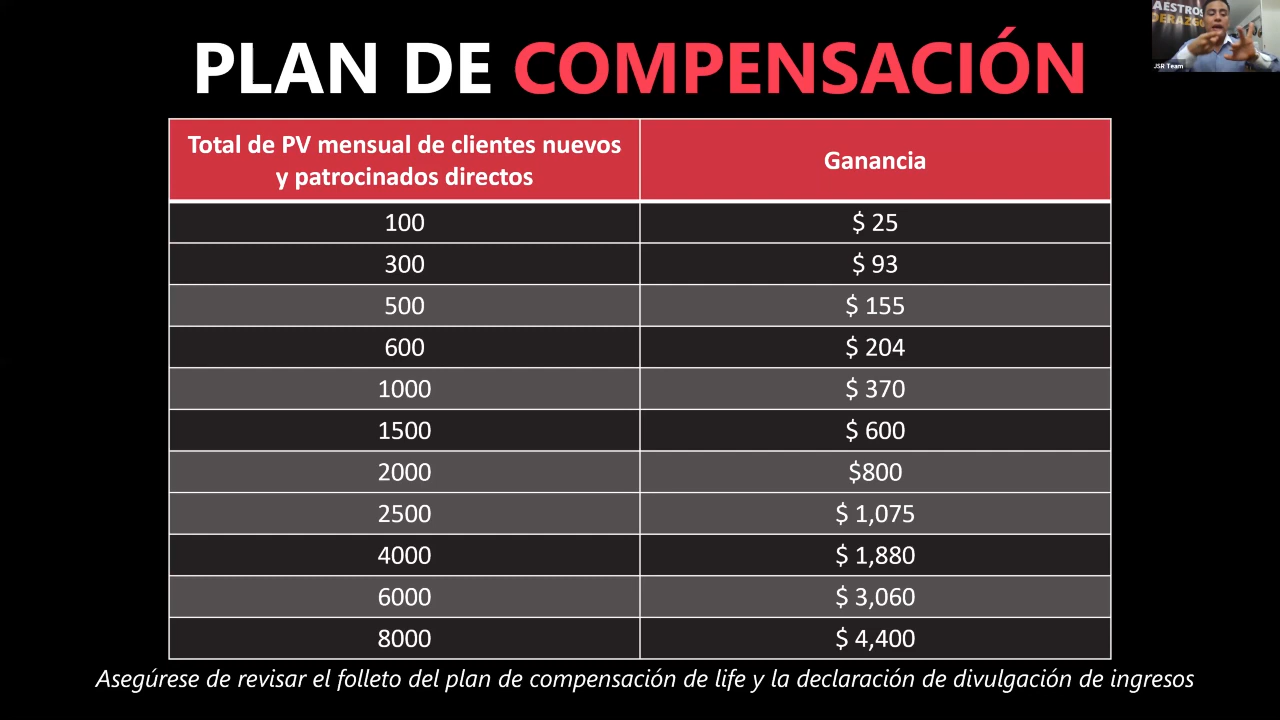 PLAN DE COMPENSACIÓN
AESTROS
DERAZGO
JSR Team
Total de PV mensual de clientes nuevos
y patrocinados directos
Ganancia
100
$ 25
300
$ 93
500
$ 155
600
$ 204
1000
$ 370
1500
$ 600
2000
$800
2500
$ 1,075
4000
$ 1,880
6000
$ 3,060
8000
$ 4,400
Asegúrese de revisar el folleto del plan de compensación de life y la declaración de divulgación de ingresos